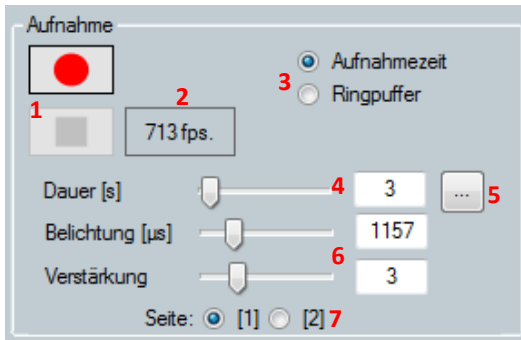 Aufnahme
Aufnahmezeit
3
Ringpuffer
1
2
713 fps.
Dauer [s] 4 3 ... 5
Belichtung [µs] 1157
6
Verstärkung 3
Seite: [1] [2] 7